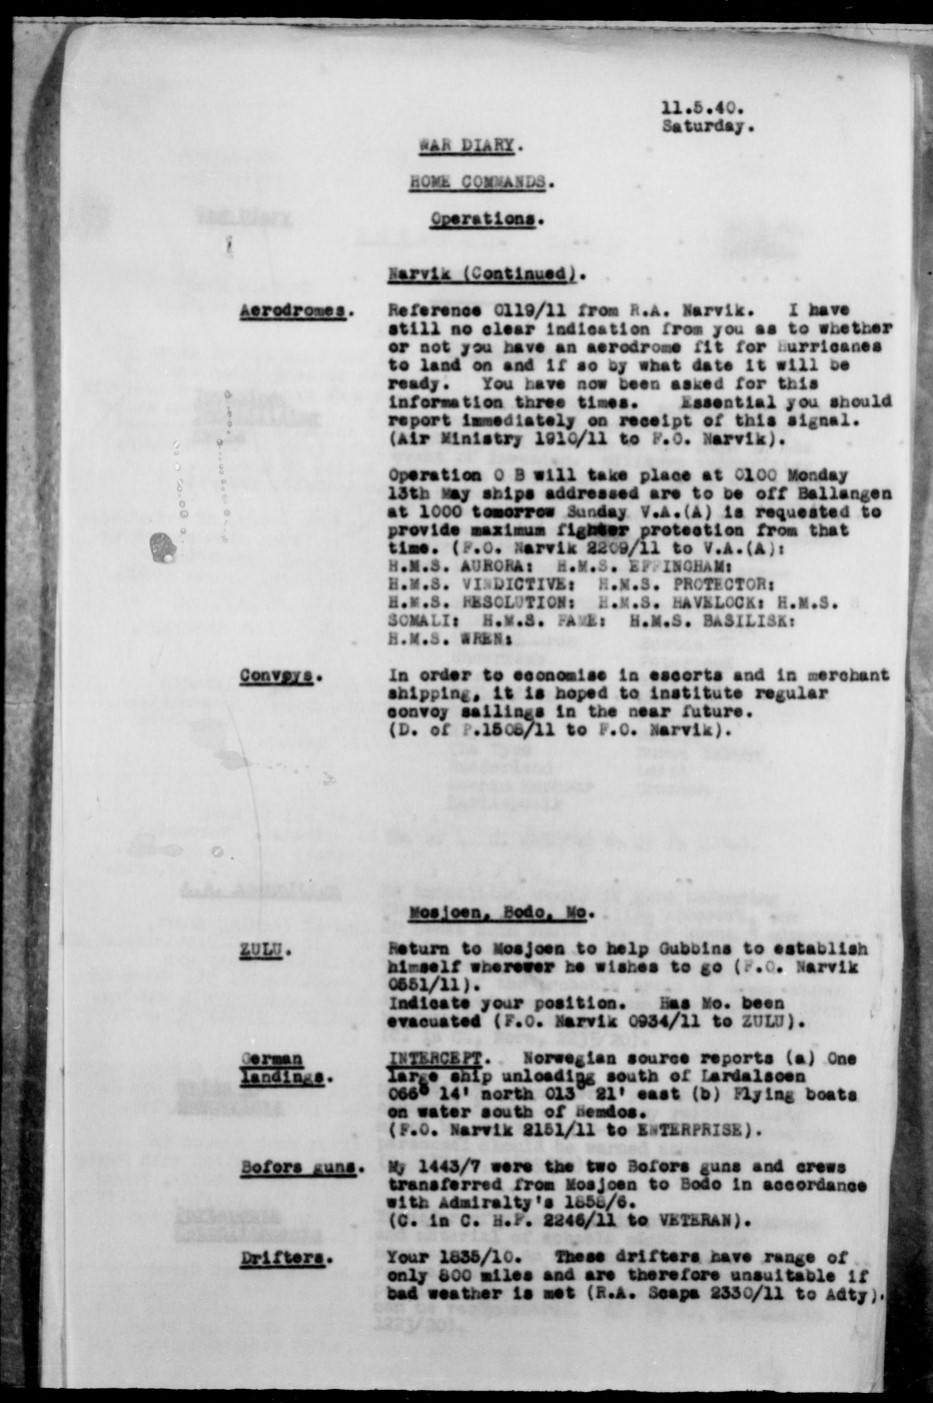 11.5.40.
Saturday.
WAR DIARY.
HOME COMMANDS.
Operations.
Narvik (Continued).
Aerodromes.
Reference 0119/11 from R.A. Narvik. I have
still no clear indication from you as to whether
or not you have an aerodrome fit for Hurricanes
to land on and if so by what date it will be
ready. You have now been asked for this
information three times. Essential you should
report immediately on receipt of this signal.
(Air Ministry 1910/11 to F.O. Narvik).
Operation O B will take place at 0100 Monday
13th May ships addressed are to be off Ballangen
at 1000 tomorrow Sunday V.A.(A) is requested to
provide maximum fighter protection from that
time. (F.O. Narvik 2209/11 to V.A.(A):
H.M.S. AURORA: H.M.S. EFFINGHAM:
H.M.S. VINDICTIVE: H.M.S. PROTECTOR:
H.M.S. RESOLUTION: H.M.S. HAVELOCK: H.M.S.
SOMALI: H.M.S. FAME: H.M.S. BASILISK:
H.M.S. WREN:
Convoys.
In order to economise in escorts and in merchant
shipping, it is hoped to institute regular
convoy sailings in the near future.
(D. of P. to F.O. Narvik).
Mosjoen, Bodo, Mo.
ZULU.
Return to Mosjoen to help Gubbins to establish
himself wherever he wishes to go (F.O. Narvik
0551/11).
Indicate your position. Has Mo. been
evacuated (F.O. Narvik 0934/11 to ZULU).
German
landings.
INTERCEPT. Norwegian source reports (a) One
large ship unloading south of Lardalsoen
066° 14' north 013° 21' east (b) Flying boats
on water south of Hemdos.
(F.O. Narvik 2151/11 to ENTERPRISE).
Bofors guns.
My 1443/7 were the two Bofors guns and crews
transferred from Mosjoen to Bodo in accordance
with Admiralty's
(C. in C. H.F. 2246/11 to VETERAN).
Drifters.
Your 1835/10. These drifters have range of
only 800 miles and are therefore unsuitable if
bad weather is met (R.A. Scapa 2330/11 to Adty).